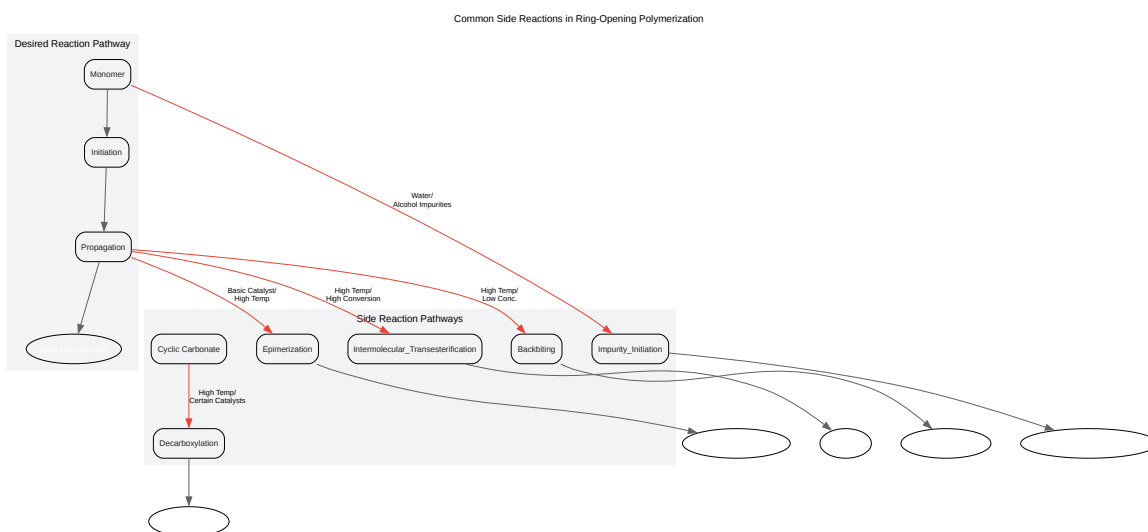 Common Side Reactions in Ring-Opening Polymerization
Desired Reaction Pathway
Monomer
Initiation
Water/
Alcohol Impurities
Propagation
Basic Catalyst/
High Temp
High Temp/
High Conversion
High Temp/
Low Conc.
Side Reaction Pathways
Cyclic Carbonate
Epimerization
Intermolecular_Transesterification
Backbiting
Impurity_Initiation
High Temp/
Certain Catalysts
Decarboxylation